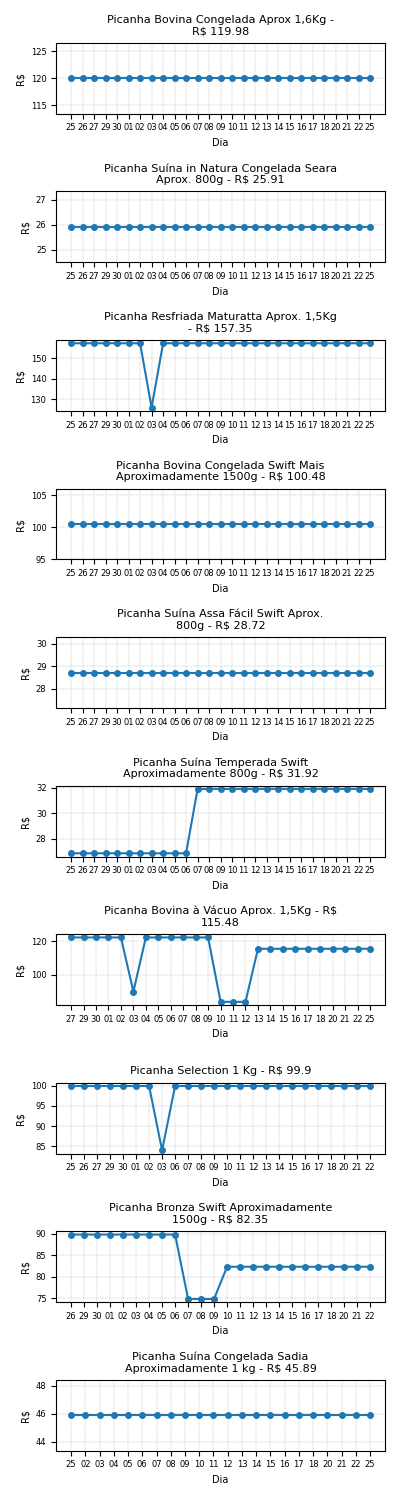 Picanha Bovina Congelada Aprox 1,6Kg -
R$ 119.98
125
120
115
R$
25 26 27 29 30 01 02 03 04 05 06 07 08 09 10 11 12 13 14 15 16 17 18 19 20 21 22 25
Dia
Picanha Suína in Natura Congelada Seara
Aprox. 800g - R$ 25.91
27
26
25
R$
25 26 27 29 30 01 02 03 04 05 06 07 08 09 10 11 12 13 14 15 16 17 18 19 20 21 22 25
Dia
Picanha Resfriada Maturatta Aprox. 1,5Kg
- R$ 157.35
150
140
130
R$
25 26 27 29 30 01 02 03 04 05 06 07 08 09 10 11 12 13 14 15 16 17 18 19 20 21 22 25
Dia
Picanha Bovina Congelada Swift Mais
Aproximadamente 1500g - R$ 100.48
105
100
95
R$
25 26 27 29 30 01 02 03 04 05 06 07 08 09 10 11 12 13 14 15 16 17 18 19 20 21 22 25
Dia
Picanha Suína Assa Fácil Swift Aprox.
800g - R$ 28.72
30
29
28
R$
25 26 27 29 30 01 02 03 04 05 06 07 08 09 10 11 12 13 14 15 16 17 18 19 20 21 22 25
Dia
Picanha Suína Temperada Swift
Aproximadamente 800g - R$ 31.92
32
30
28
R$
25 26 27 29 30 01 02 03 04 05 06 07 08 09 10 11 12 13 14 15 16 17 18 19 20 21 22 25
Dia
Picanha Bovina à Vácuo Aprox. 1,5Kg - R$
115.48
120
100
R$
27 29 30 01 02 03 04 05 06 07 08 09 10 11 12 13 14 15 16 17 18 19 20 21 22 25
Dia
Picanha Selection 1 Kg - R$ 99.9
100
95
90
85
R$
25 26 27 29 30 01 02 03 06 07 08 09 10 11 12 13 14 15 16 17 18 19 20 21 22
Dia
Picanha Bronza Swift Aproximadamente
1500g - R$ 82.35
90
85
80
75
R$
26 29 30 01 02 03 04 05 06 07 08 09 10 11 12 13 14 15 16 17 18 19 20 21 22
Dia
Picanha Suína Congelada Sadia
Aproximadamente 1 kg - R$ 45.89
48
46
44
R$
25 02 03 04 05 06 07 08 09 10 11 12 13 14 15 16 17 18 19 20 21 22 25
Dia